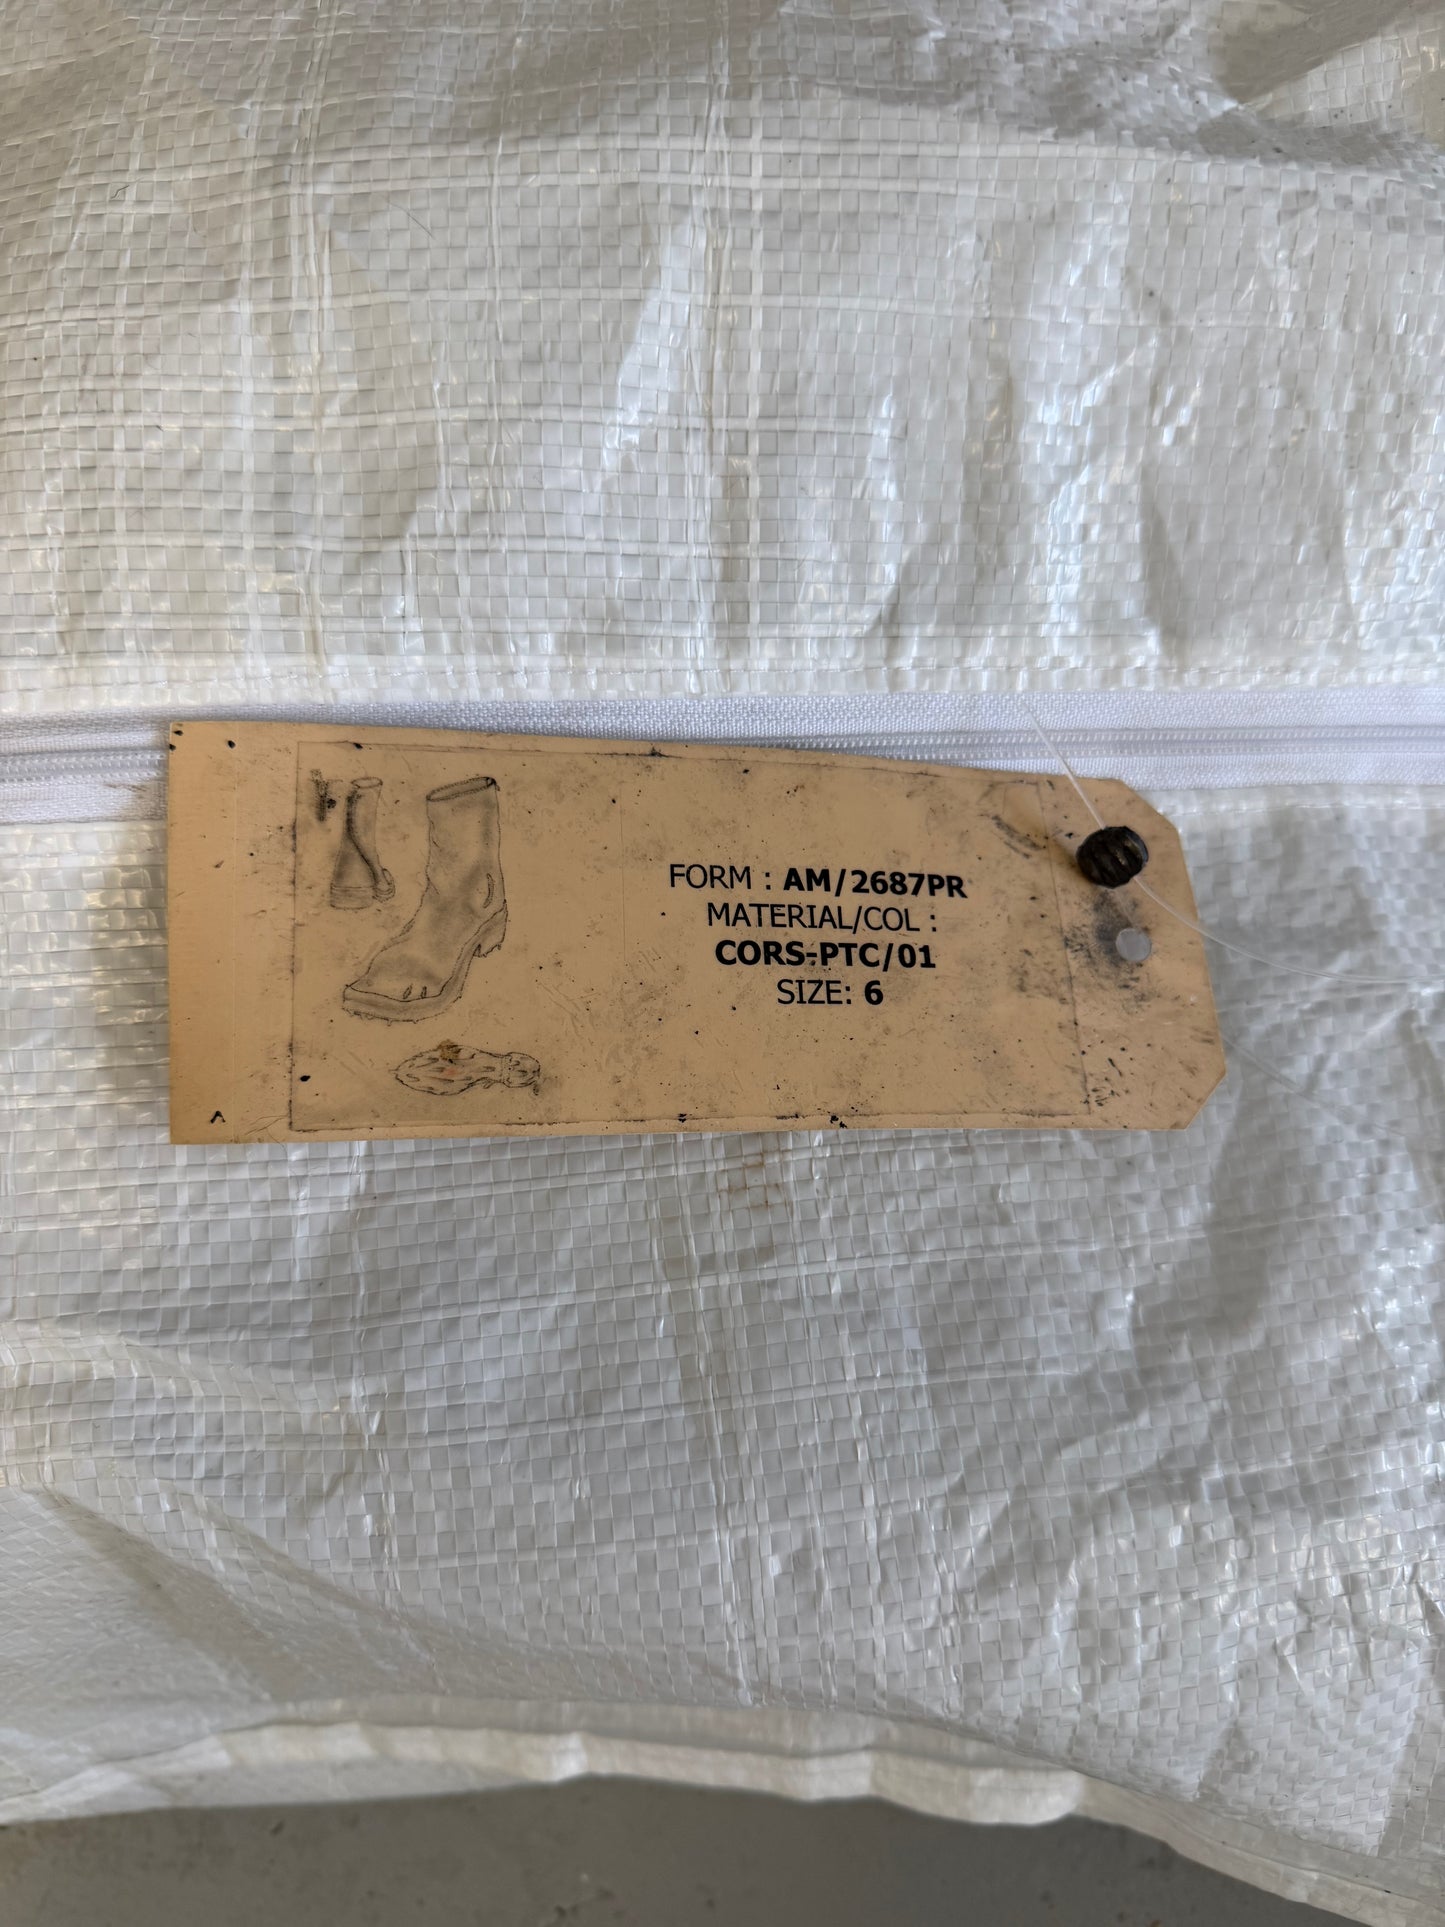 FORM : AM/2687PR
MATERIAL/COL :
CORS-PTC/01
SIZE: 6